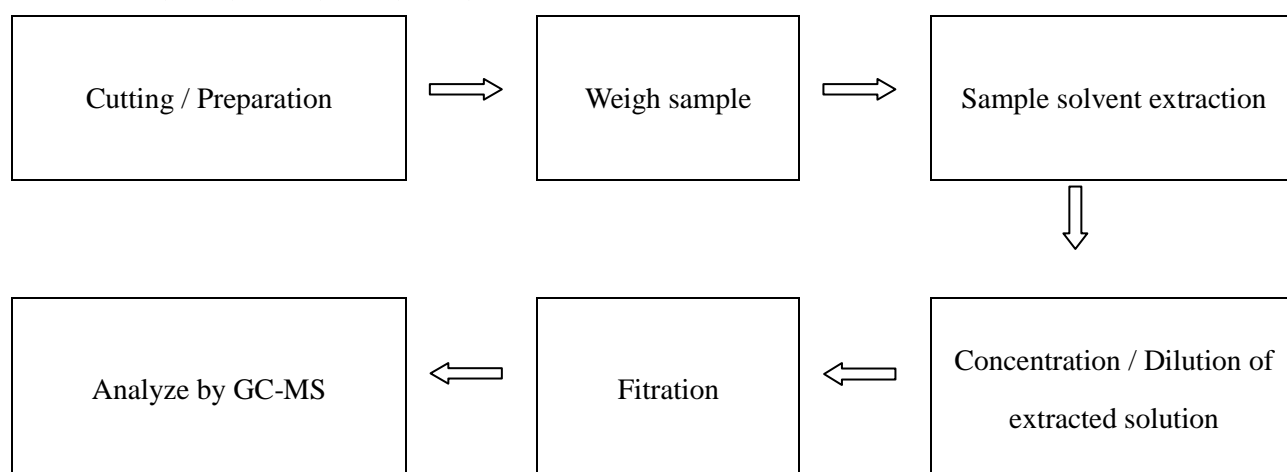 Cutting / Preparation
Weigh sample
Sample solvent extraction
Concentration / Dilution of
extracted solution
Fitration
Analyze by GC-MS